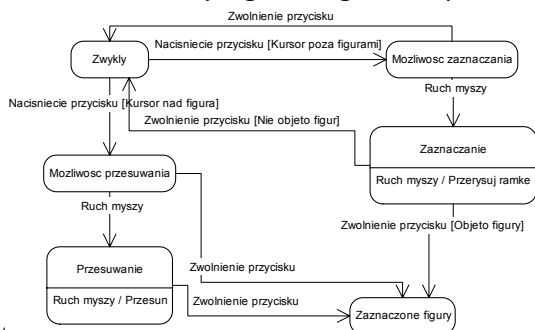 Zwolnienie przycisku
Zwykly
Nacisniecie przycisku [Kursor poza figurami]
Mozliwosc zaznaczania
Ruch myszy
Nacisniecie przycisku [Kursor nad figura]
Zwolnienie przycisku [Nie objeto figur]
Zaznaczanie
Mozliwosc przesuwania
Ruch myszy / Przerysuj ramke
Ruch myszy
Zwolnienie przycisku [Objeto figury]
Przesuwanie
Zwolnienie przycisku
Ruch myszy / Przesun
Zwolnienie przycisku
Zaznaczone figury